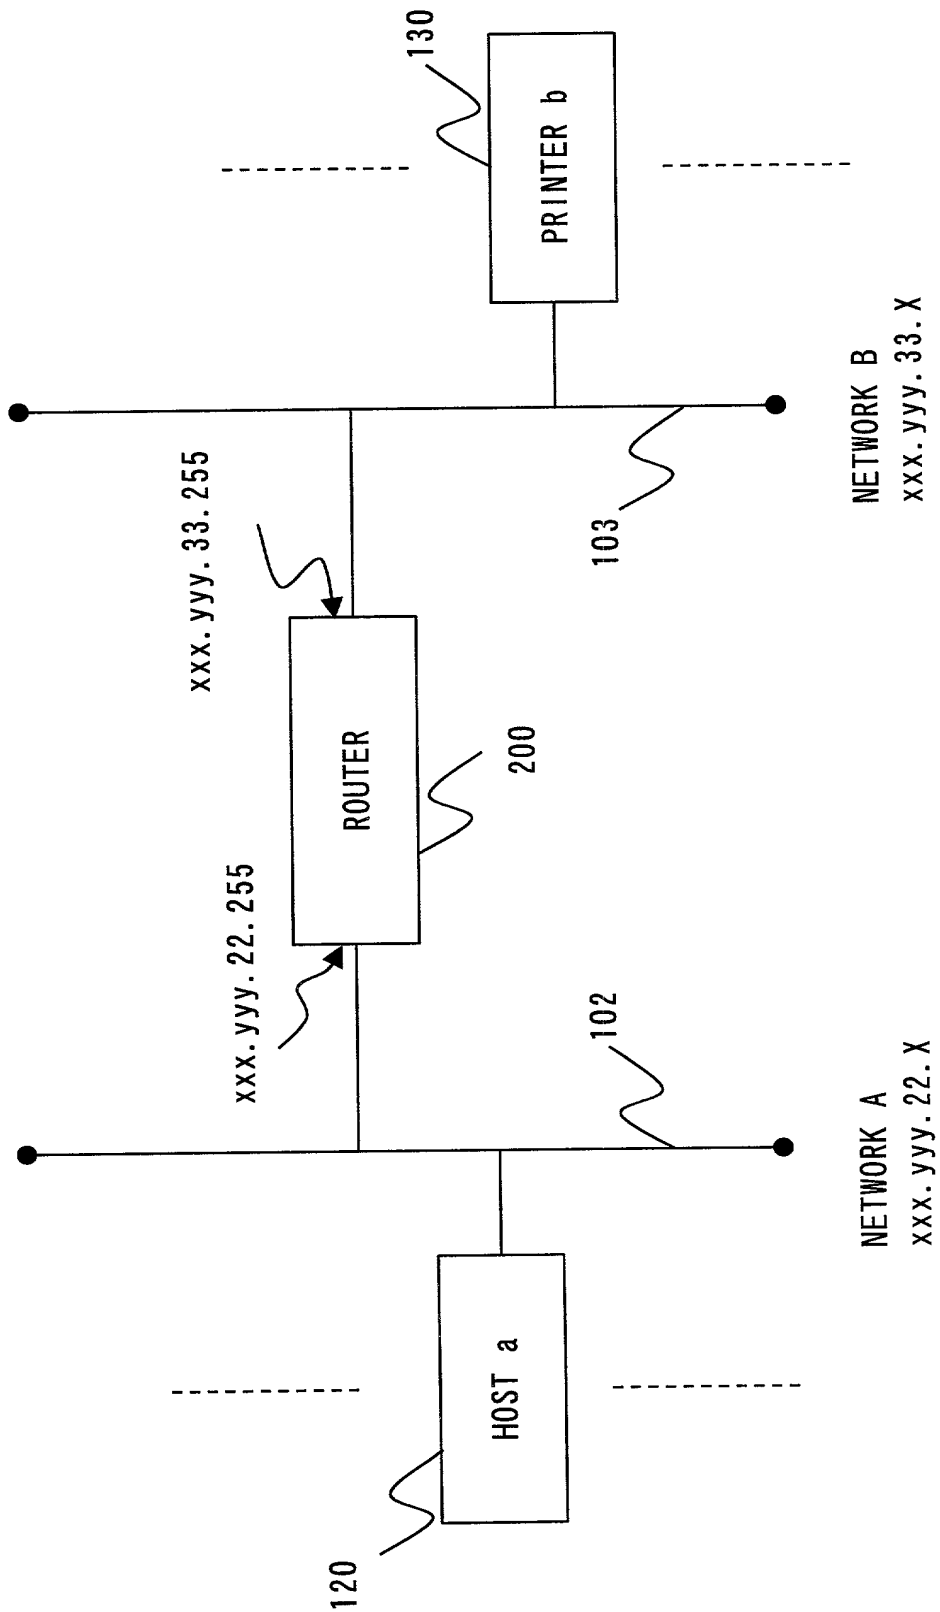 xxx.yyy.22.255
xxx.yyy.33.255
130
ROUTER
200
HOST a
120
PRINTER b
102
103
NETWORK A
xxx.yyy.22.X
NETWORK B
xxx.yyy.33.X